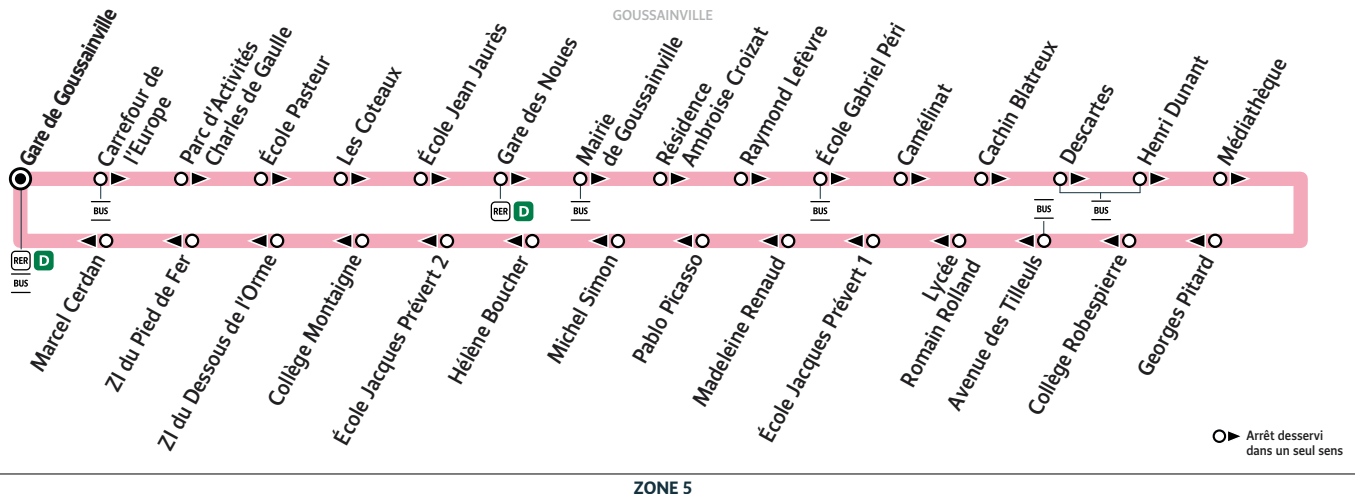 GOUSSAINVILLE
Gare de Goussainville
Carrefour de
l'Europe
Parc d'Activités
Charles de Gaulle
École Pasteur
Les Coteaux
École Jean Jaurès
Gare des Noues
Mairie
de Goussainville
Résidence
Ambroise Croizat
Raymond Lefèvre
École Gabriel Péri
Camélinat
Cachin Blatreux
Descartes
Henri Dunant
Médiathèque
BUS
RER D
BUS
BUS
BUS
BUS
RER D
BUS
Marcel Cerdan
ZI du Pied de Fer
ZI du Dessous de l'Orme
Collège Montaigne
École Jacques Prévert 2
Hélène Boucher
Michel Simon
Pablo Picasso
Madeleine Renaud
École Jacques Prévert 1
Lycée
Romain Rolland
Avenue des Tilleuls
Collège Robespierre
Georges Pitard
Arrêt desservi
dans un seul sens
ZONE 5